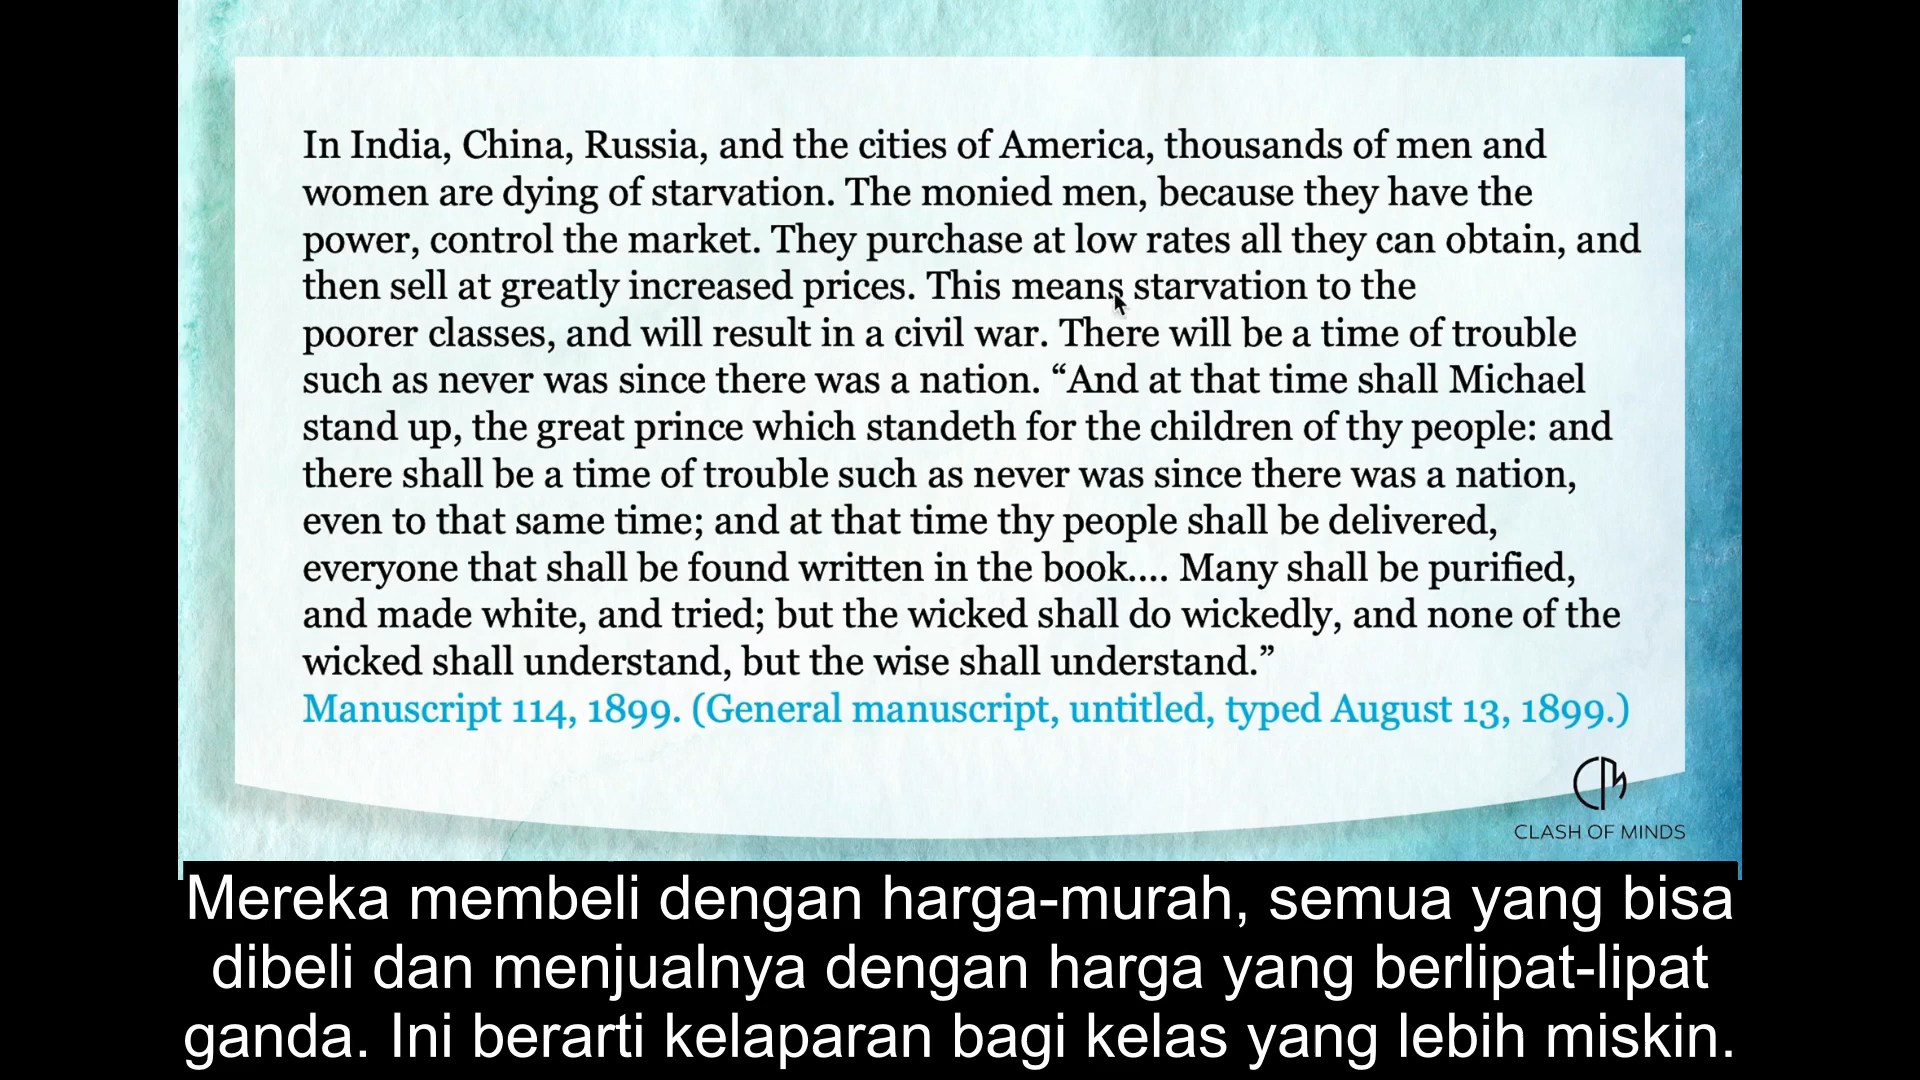 In India, China, Russia, and the cities of America, thousands of men and
women are dying of starvation. The monied men, because they have the
power, control the market. They purchase at low rates all they can obtain, and
then sell at greatly increased prices. This means starvation to the
poorer classes, and will result in a civil war. There will be a time of trouble
such as never was since there was a nation. “And at that time shall Michael
stand up, the great prince which standeth for the children of thy people: and
there shall be a time of trouble such as never was since there was a nation,
even to that same time; and at that time thy people shall be delivered,
everyone that shall be found written in the book.... Many shall be purified,
and made white, and tried; but the wicked shall do wickedly, and none of the
wicked shall understand, but the wise shall understand.”
Manuscript 114, 1899. (General manuscript, untitled, typed August 13, 1899.)
CLASH OF MINDS
Mereka membeli dengan harga-murah, semua yang bisa
dibeli dan menjualnya dengan harga yang berlipat-lipat
ganda. Ini berarti kelaparan bagi kelas yang lebih miskin.